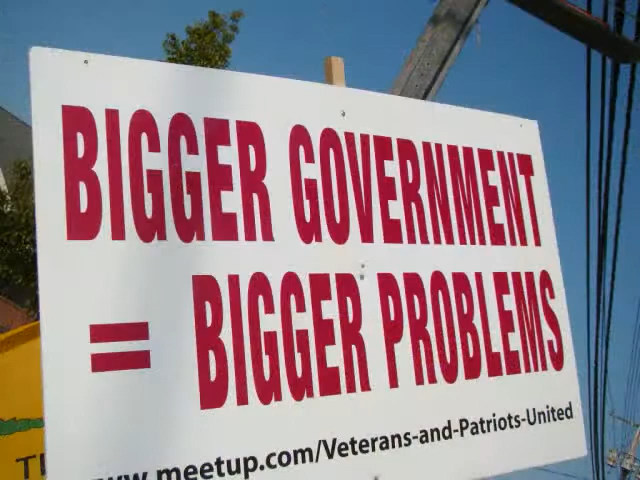 BIGGER GOVERNMENT
= BIGGER PROBLEMS
www.meetup.com/Veterans-and-Patriots-United